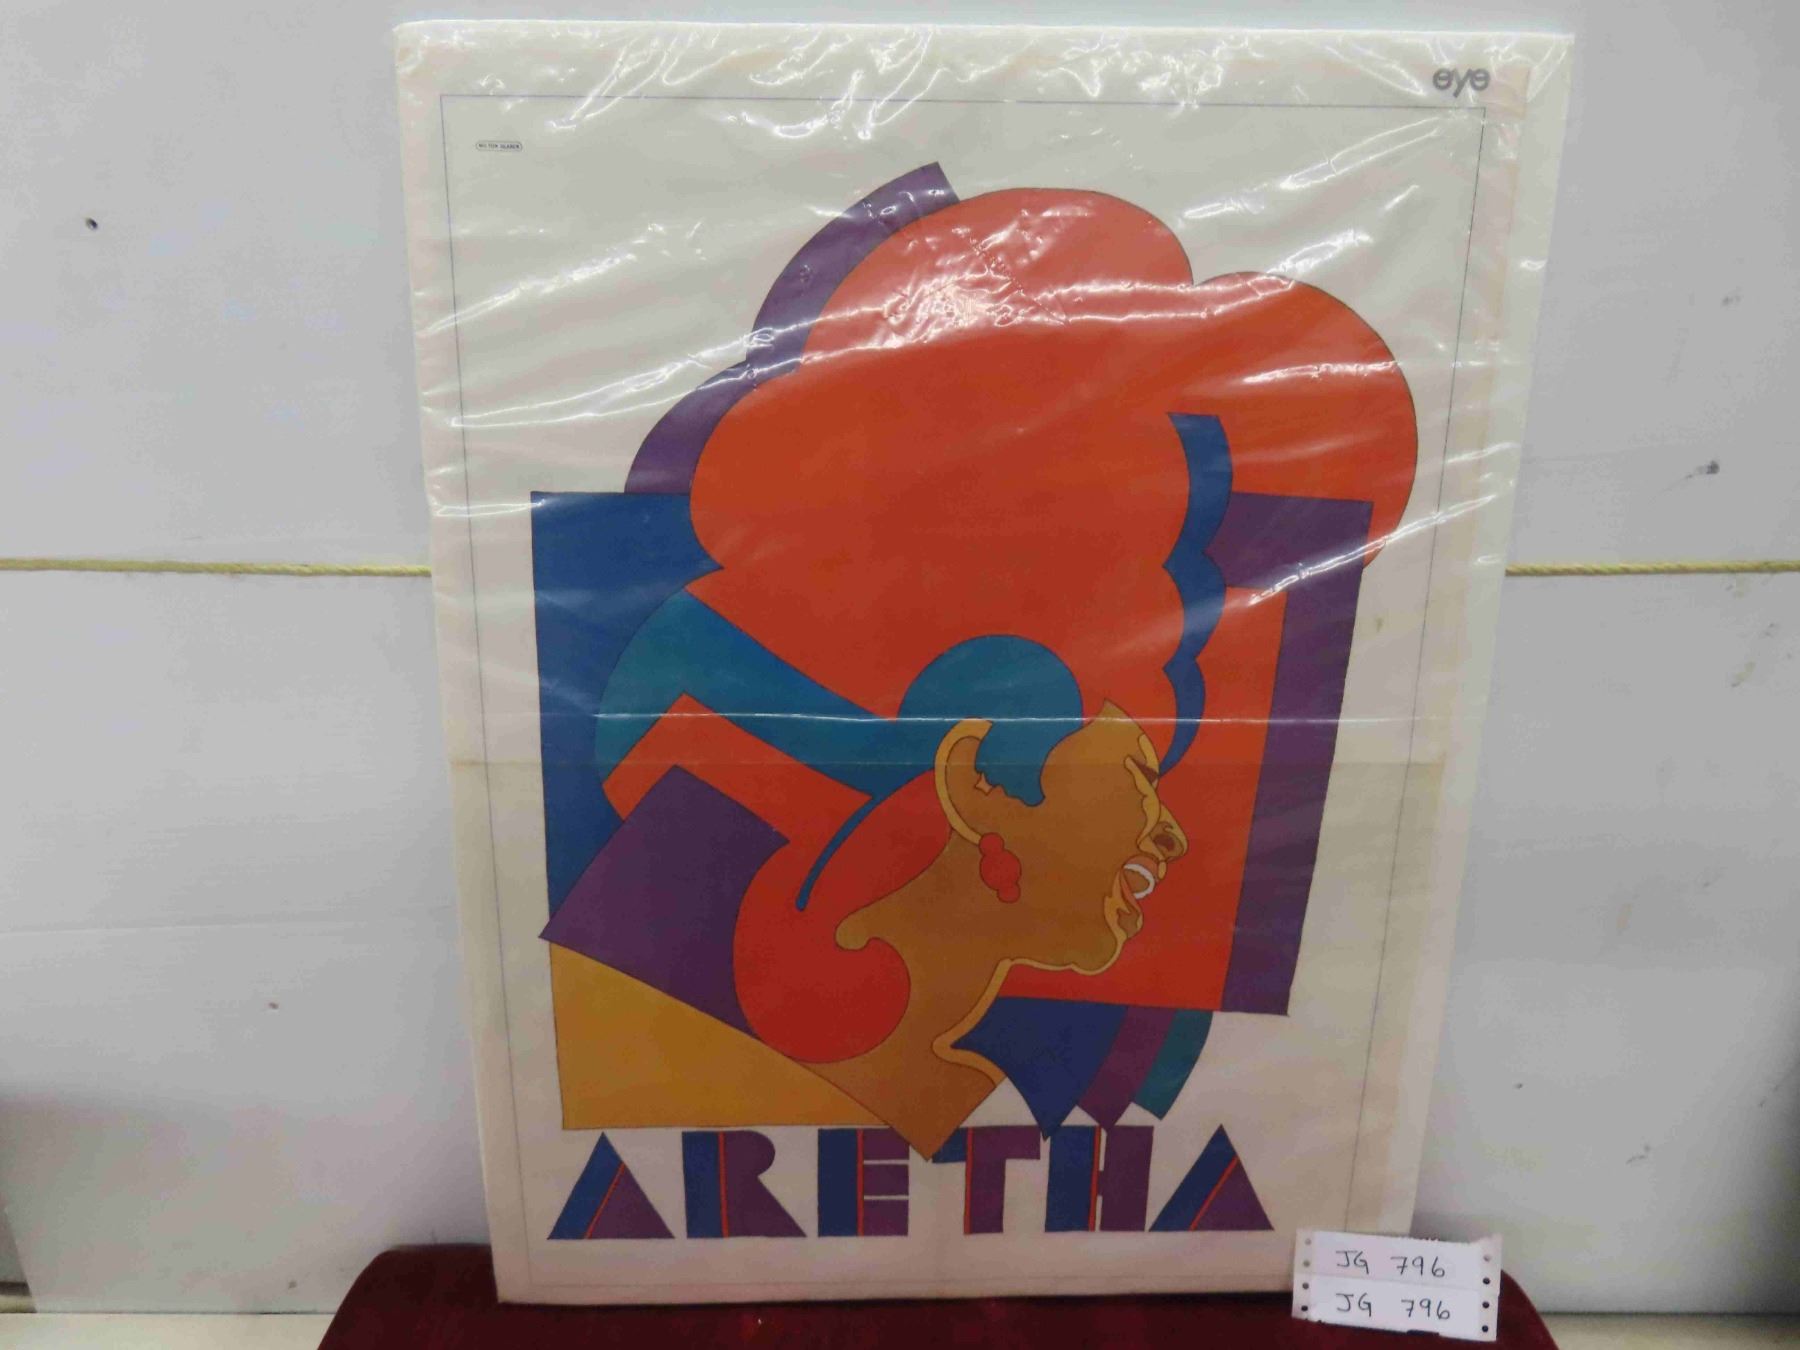 eye
MILTON GLASER
ARETHA
JG 796
JG 796